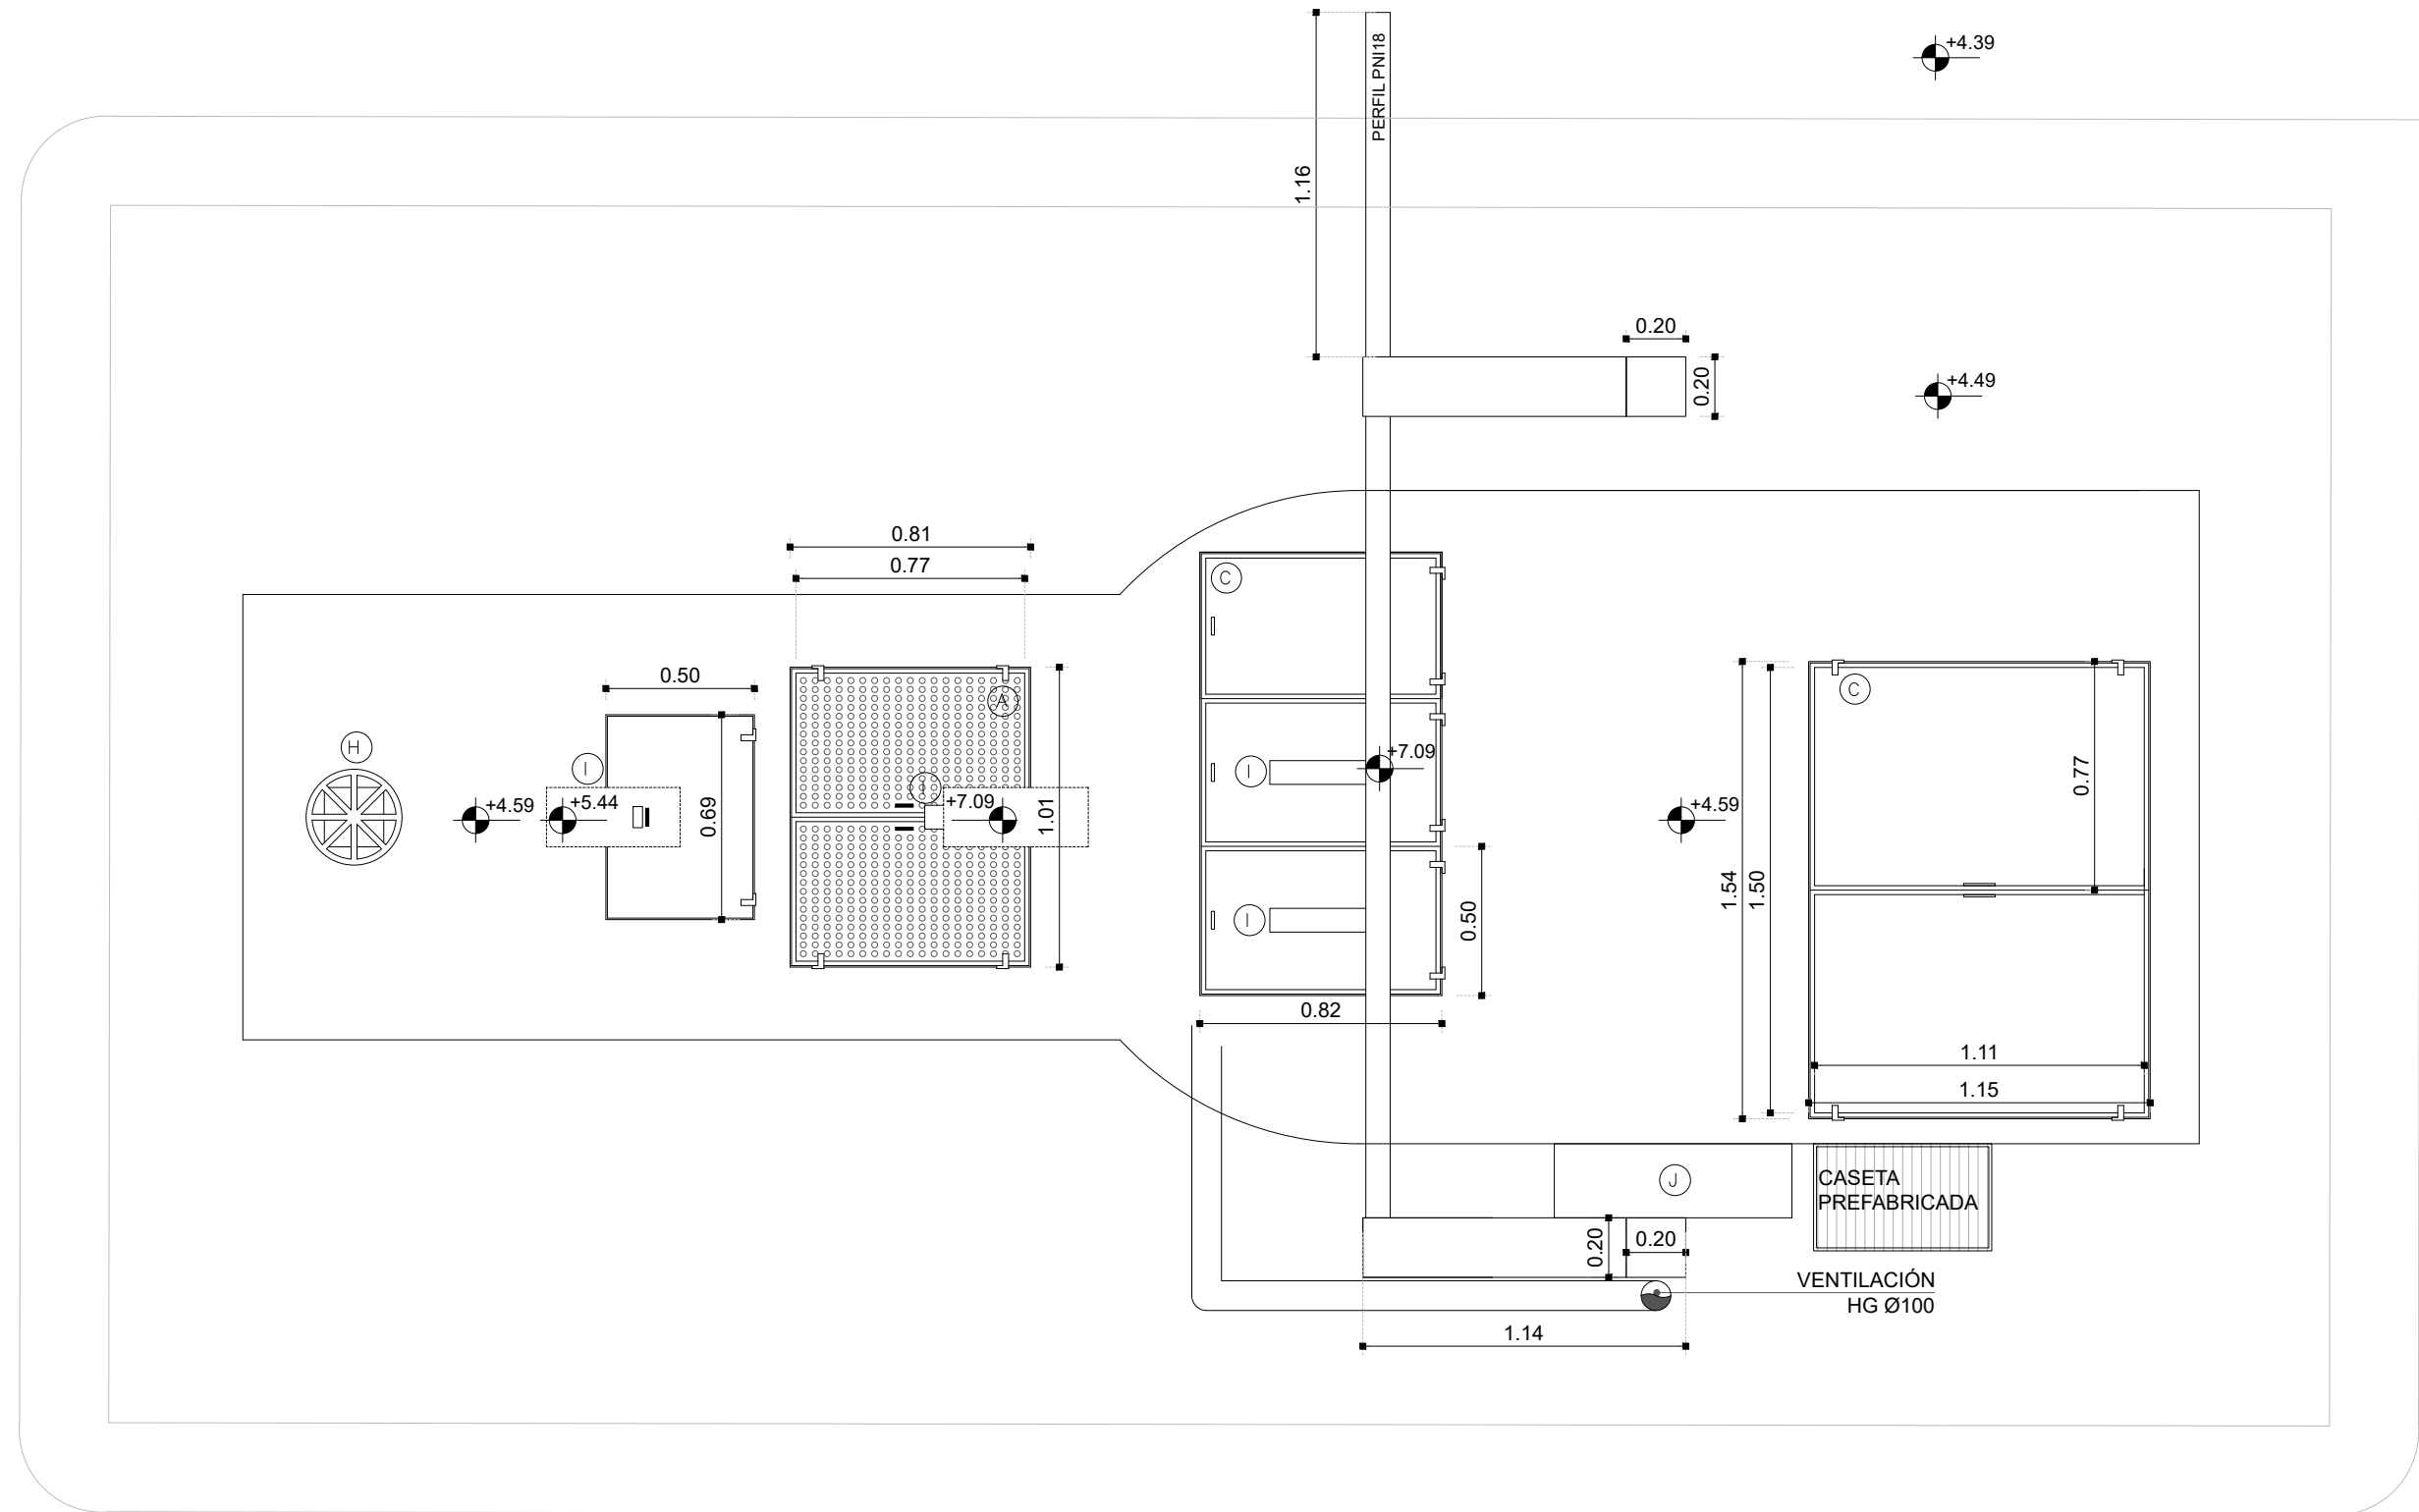 +4.39
PERFIL PNI18
1.16
0.20
0.20
+4.49
0.81
0.77
C
0.50
A
C
H
I
I
I
+7.09
0.77
+4.59
+5.44
+7.09
0.69
1.01
+4.59
1.54
1.50
I
0.50
0.82
1.11
1.15
J
CASETA
PREFABRICADA
0.20
0.20
VENTILACIÓN
HG Ø100
1.14